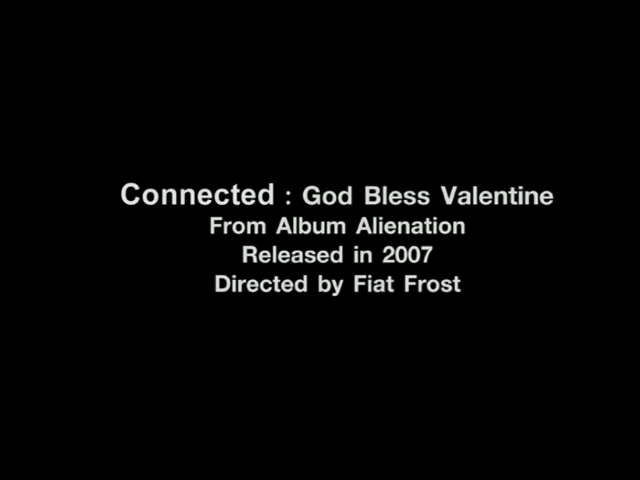 Connected : God Bless Valentine
From Album Alienation
Released in 2007
Directed by Fiat Frost